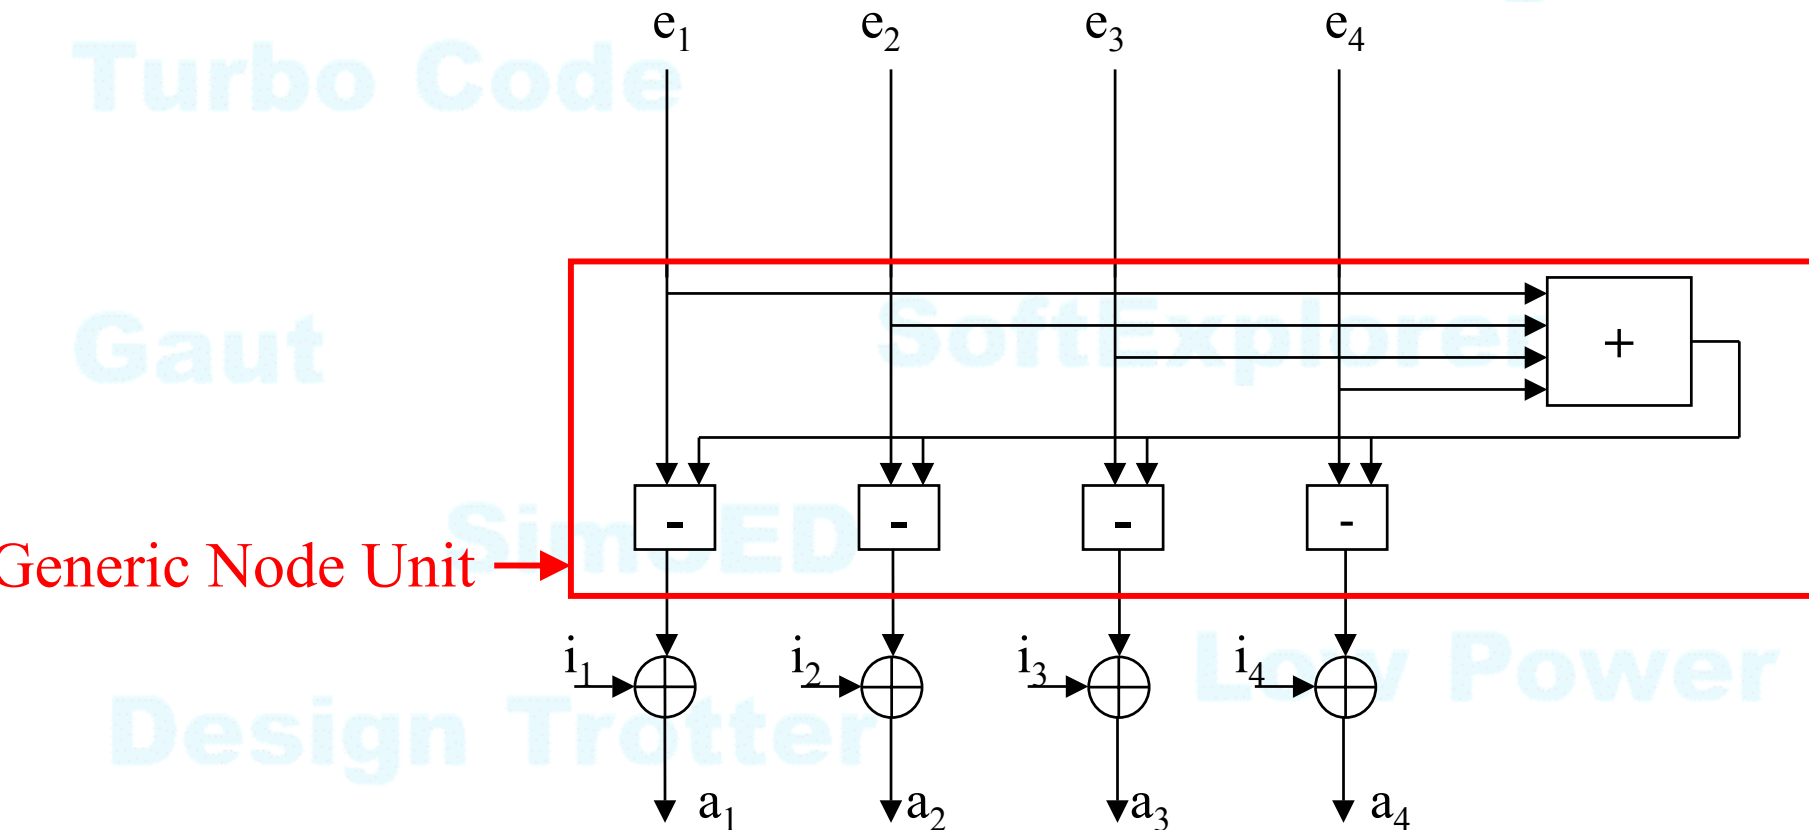 e1 e2 e3 e4
Turbo Code
Gaut SoftExplorer
+
- - - -
SimOED
Generic Node Unit
i1 i2 i3 i4
Low Power
Design Trotter
a1 a2 a3 a4